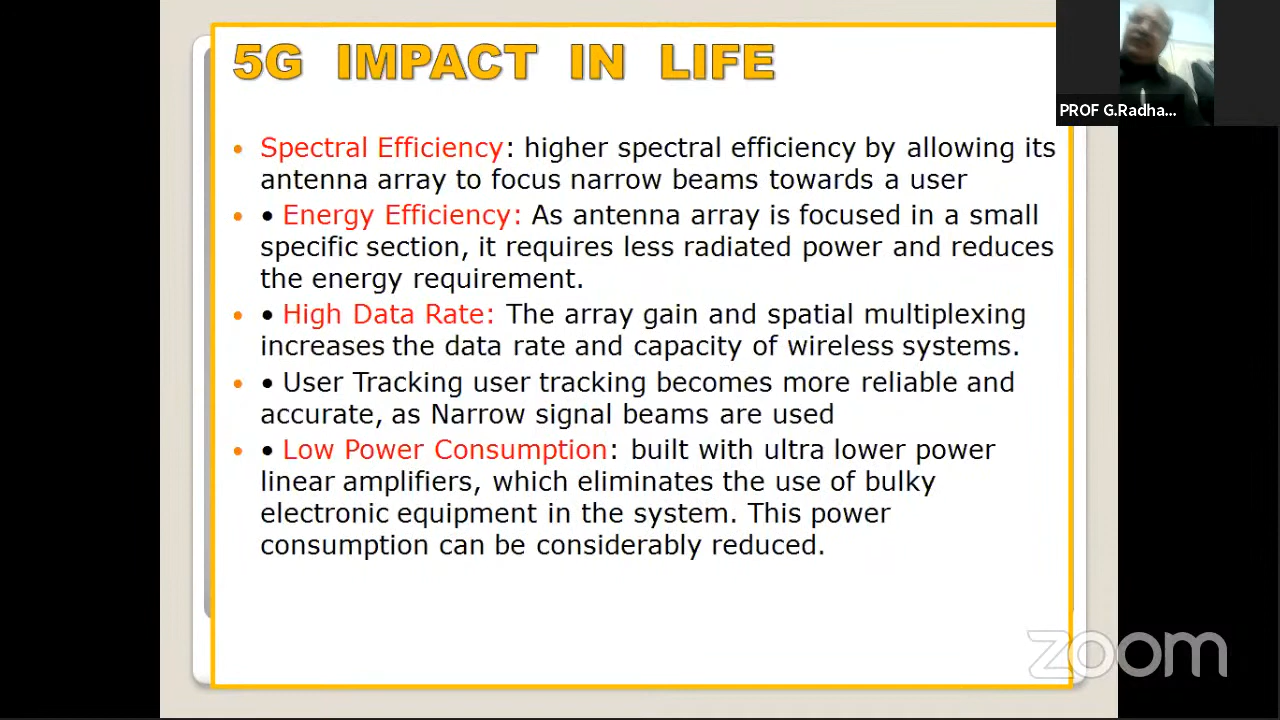 5G IMPACT IN LIFE
PROF G.Radha...
• Spectral Efficiency: higher spectral efficiency by allowing its
antenna array to focus narrow beams towards a user
• • Energy Efficiency: As antenna array is focused in a small
specific section, it requires less radiated power and reduces
the energy requirement.
• • High Data Rate: The array gain and spatial multiplexing
increases the data rate and capacity of wireless systems.
• • User Tracking user tracking becomes more reliable and
accurate, as Narrow signal beams are used
• • Low Power Consumption: built with ultra lower power
linear amplifiers, which eliminates the use of bulky
electronic equipment in the system. This power
consumption can be considerably reduced.
zoom